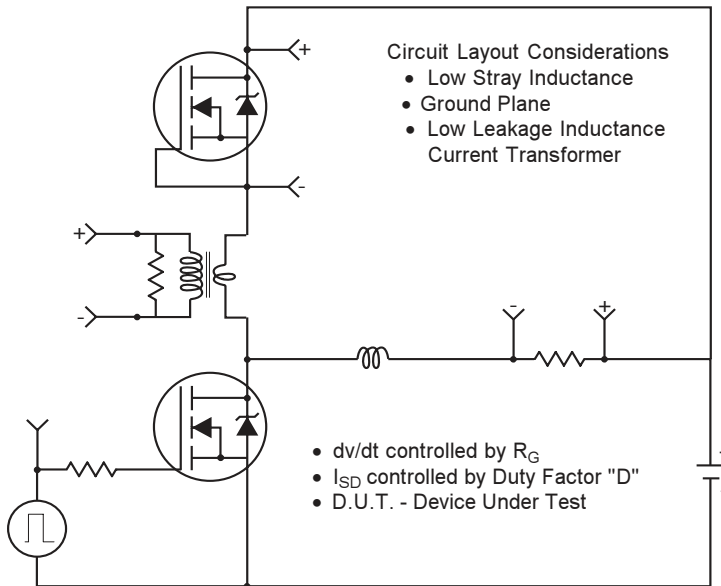 +
Circuit Layout Considerations
• Low Stray Inductance
• Ground Plane
• Low Leakage Inductance
Current Transformer
-
+
-
-
+
• dv/dt controlled by RG
• ISD controlled by Duty Factor "D"
• D.U.T. - Device Under Test
+
-